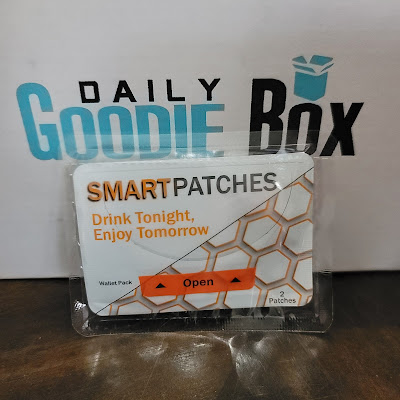 DAILY
GOODIE BOX
SMARTPATCHES
Drink Tonight,
Enjoy Tomorrow
Wallet Pack
Open
2
Patches